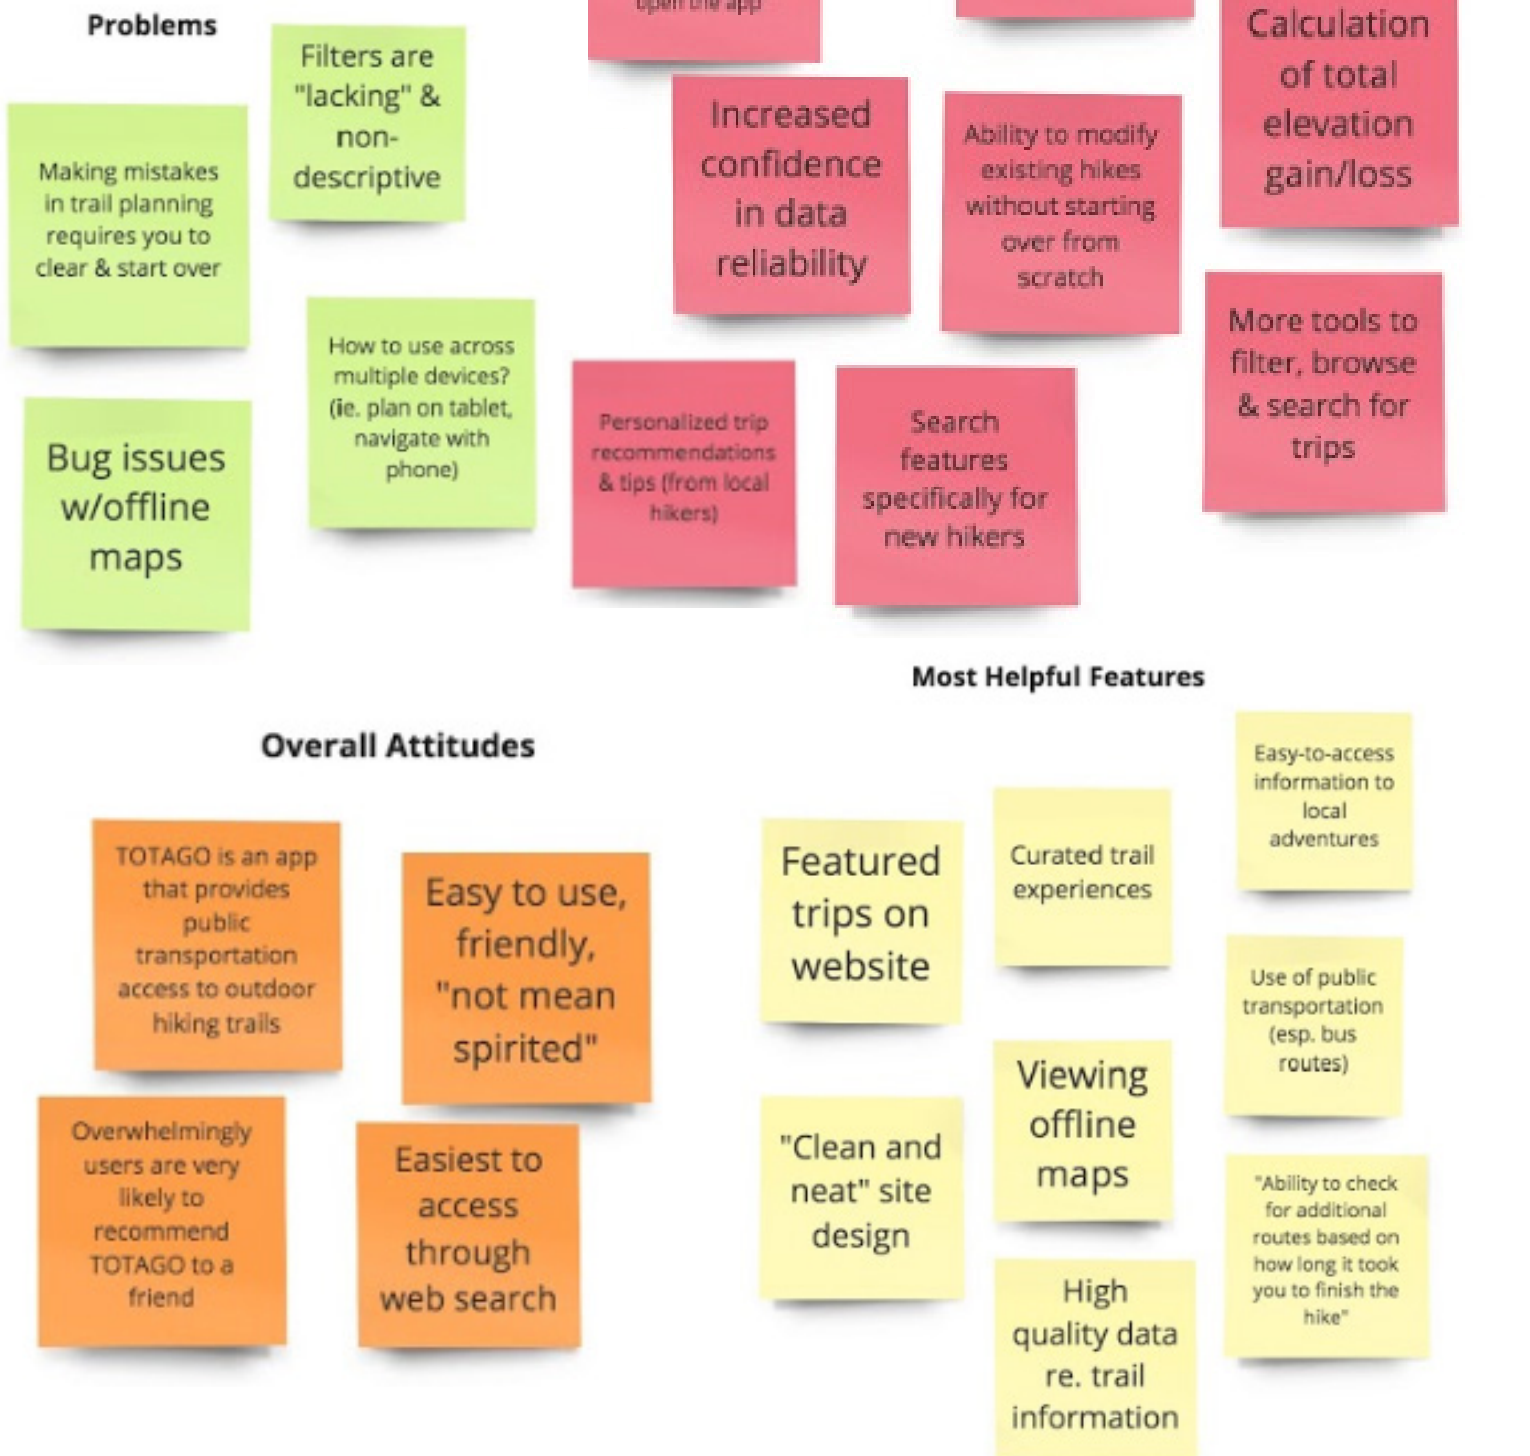 Problems
Filters are
"lacking" &
non-
descriptive
Making mistakes
in trail planning
requires you to
clear & start over
How to use across
multiple devices?
(ie. plan on tablet,
navigate with
phone)
Bug issues
w/offline
maps
open the app
Calculation
of total
elevation
gain/loss
Increased
confidence
in data
reliability
Ability to modify
existing hikes
without starting
over from
scratch
More tools to
filter, browse
& search for
trips
Personalized trip
recommendations
& tips (from local
hikers)
Search
features
specifically for
new hikers
Overall Attitudes
TOTAGO is an app
that provides
public
transportation
access to outdoor
hiking trails
Easy to use,
friendly,
"not mean
spirited"
Overwhelmingly
users are very
likely to
recommend
TOTAGO to a
friend
Easiest to
access
through
web search
Most Helpful Features
Easy-to-access
information to
local
adventures
Featured
trips on
website
Curated trail
experiences
Use of public
transportation
(esp. bus
routes)
Viewing
offline
maps
"Clean and
neat" site
design
"Ability to check
for additional
routes based on
how long it took
you to finish the
hike"
High
quality data
re. trail
information